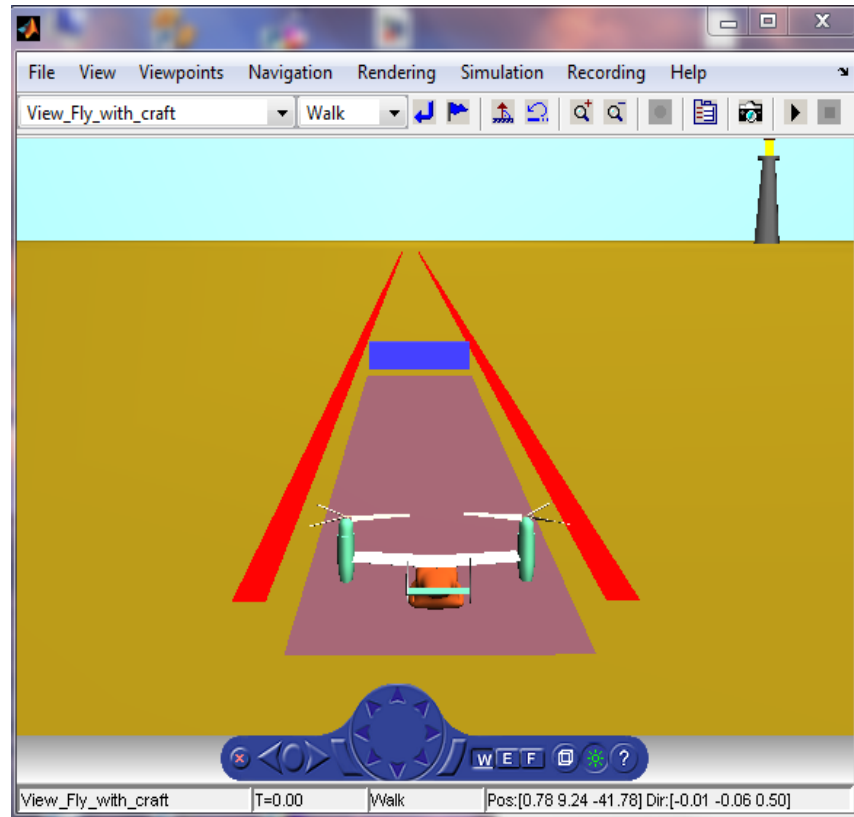 File View Viewpoints Navigation Rendering Simulation Recording Help
View_Fly_with_craft Walk
W E F ?
View_Fly_with_craft T=0.00 Walk Pos:[0.78 9.24 -41.78] Dir:[-0.01 -0.06 0.50]